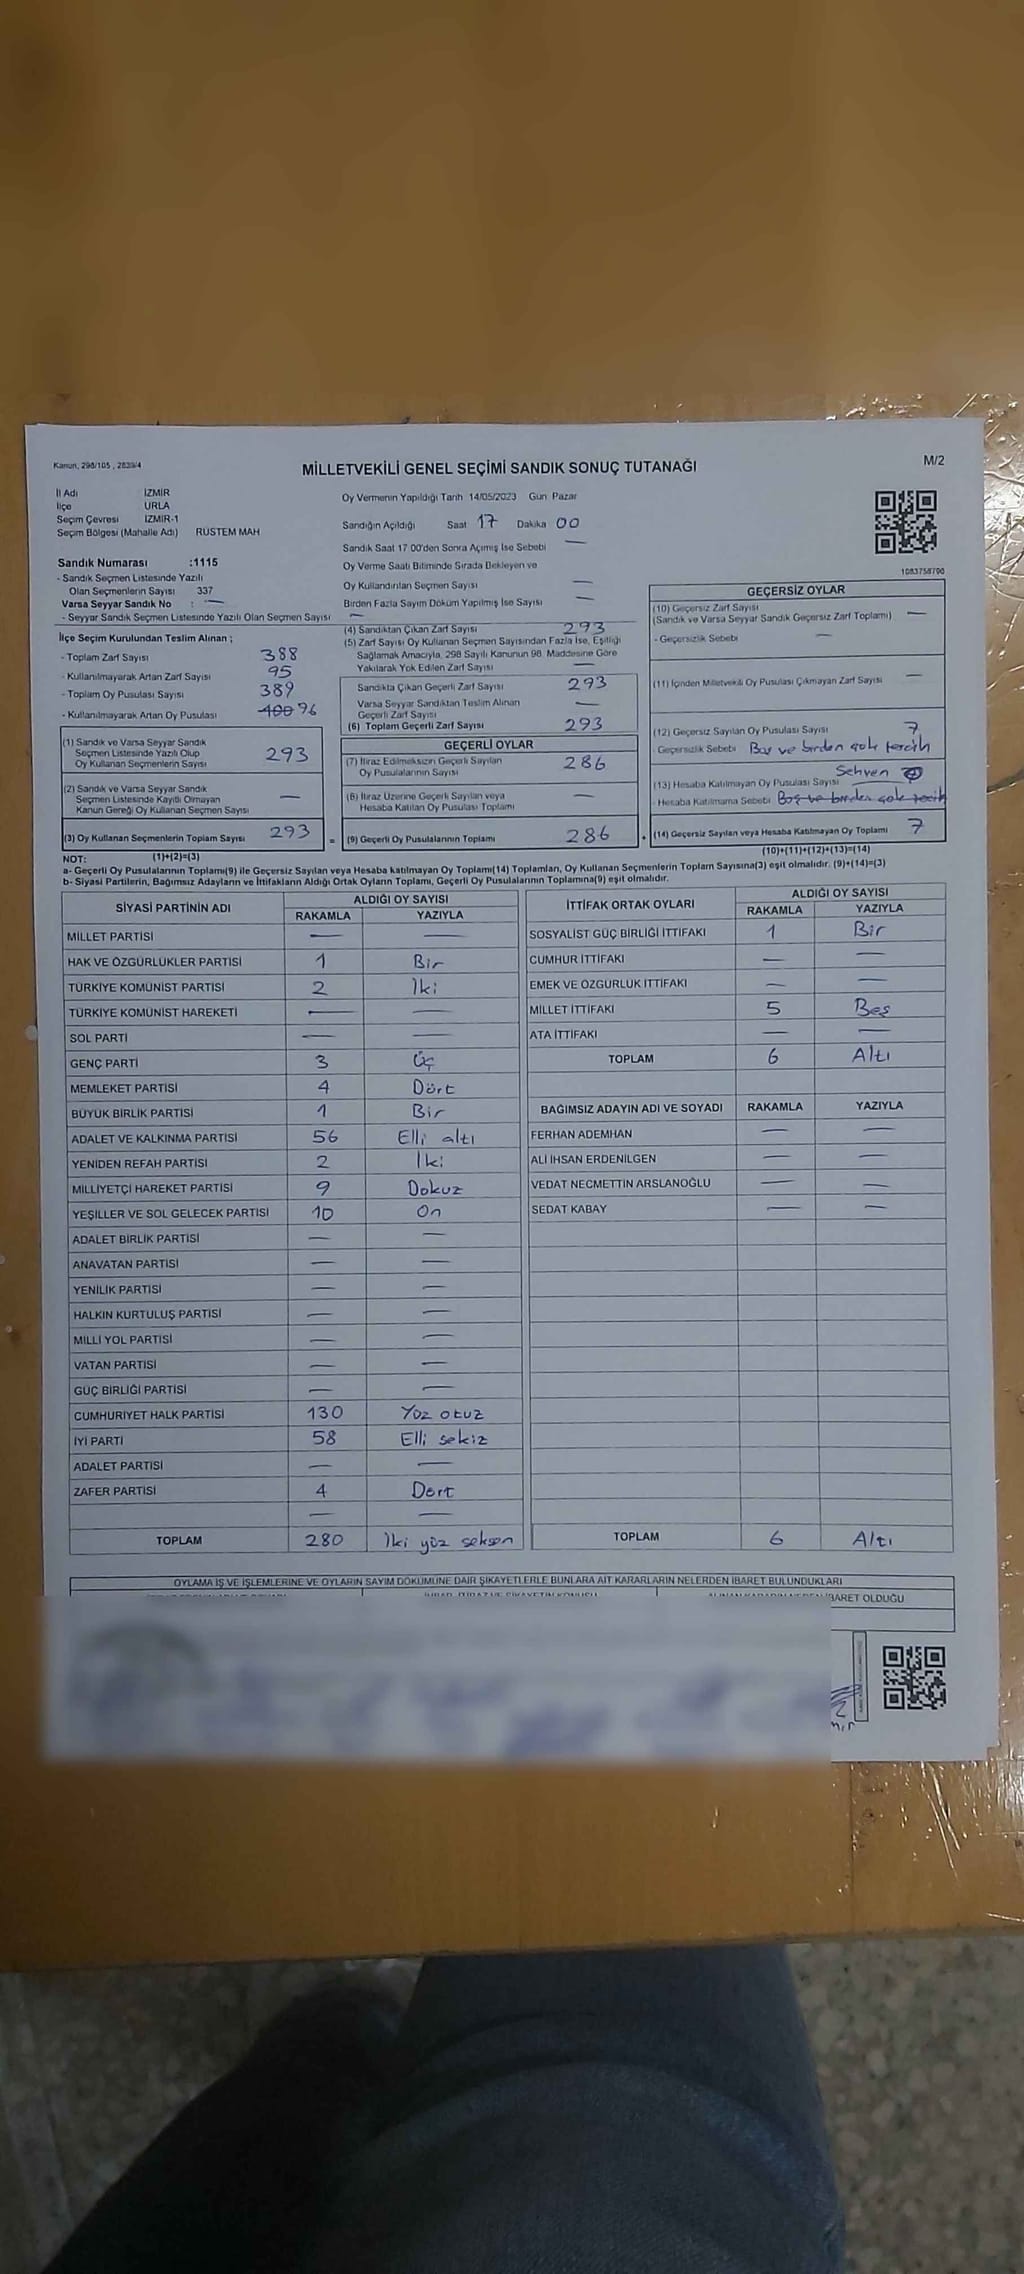 Kanun, 298/105 , 2839/4
MİLLETVEKİLİ GENEL SEÇİMİ SANDIK SONUÇ TUTANAĞI
M/2
İl Adı İZMİR
İlçe URLA
Seçim Çevresi İZMİR-1
Seçim Bölgesi (Mahalle Adı) RÜSTEM MAH
Sandık Numarası :1115
- Sandık Seçmen Listesinde Yazılı
Olan Seçmenlerin Sayısı 337
Varsa Seyyar Sandık No : —
- Seyyar Sandık Seçmen Listesinde Yazılı Olan Seçmen Sayısı —
İlçe Seçim Kurulundan Teslim Alınan ;
- Toplam Zarf Sayısı 388
- Kullanılmayarak Artan Zarf Sayısı 95
- Toplam Oy Pusulası Sayısı 389
- Kullanılmayarak Artan Oy Pusulası 400 96
(1) Sandık ve Varsa Seyyar Sandık
Seçmen Listesinde Yazılı Olup
Oy Kullanan Seçmenlerin Sayısı 293
(2) Sandık ve Varsa Seyyar Sandık
Seçmen Listesinde Kayıtlı Olmayan
Kanun Gereği Oy Kullanan Seçmen Sayısı —
(3) Oy Kullanan Seçmenlerin Toplam Sayısı 293
Oy Vermenin Yapıldığı Tarih 14/05/2023 Gün Pazar
Sandığın Açıldığı Saat 17 Dakika 00
Sandık Saat 17 00'den Sonra Açımış İse Sebebi —
Oy Verme Saati Bitiminde Sırada Bekleyen ve
Oy Kullandırılan Seçmen Sayısı —
Birden Fazla Sayım Döküm Yapılmış İse Sayısı —
(4) Sandıktan Çıkan Zarf Sayısı 293
(5) Zarf Sayısı Oy Kullanan Seçmen Sayısından Fazla İse, Eşitliği
Sağlamak Amacıyla, 298 Sayılı Kanunun 98. Maddesine Göre
Yakılarak Yok Edilen Zarf Sayısı —
Sandıkta Çıkan Geçerli Zarf Sayısı 293
Varsa Seyyar Sandıktan Teslim Alınan
Geçerli Zarf Sayısı —
(6) Toplam Geçerli Zarf Sayısı 293
GEÇERLİ OYLAR
(7) İtiraz Edilmeksizin Geçerli Sayılan
Oy Pusulalarının Sayısı 286
(8) İtiraz Üzerine Geçerli Sayılan veya
Hesaba Katılan Oy Pusulası Toplamı —
= (9) Geçerli Oy Pusulalarının Toplamı 286
1083758790
GEÇERSİZ OYLAR
(10) Geçersiz Zarf Sayısı
(Sandık ve Varsa Seyyar Sandık Geçersiz Zarf Toplamı) —
- Geçersizlik Sebebi —
(11) İçinden Milletvekili Oy Pusulası Çıkmayan Zarf Sayısı —
(12) Geçersiz Sayılan Oy Pusulası Sayısı 7
- Geçersizlik Sebebi Boş ve birden çok tercih
(13) Hesaba Katılmayan Oy Pusulası Sayısı Sehven
- Hesaba Katılmama Sebebi Boş ve birden çok tercih
+ (14) Geçersiz Sayılan veya Hesaba Katılmayan Oy Toplamı 7
NOT: (1)+(2)=(3) (10)+(11)+(12)+(13)=(14)
a- Geçerli Oy Pusulalarının Toplamı(9) ile Geçersiz Sayılan veya Hesaba katılmayan Oy Toplamı(14) Toplamları, Oy Kullanan Seçmenlerin Toplam Sayısına(3) eşit olmalıdır. (9)+(14)=(3)
b- Siyasi Partilerin, Bağımsız Adayların ve İttifakların Aldığı Ortak Oyların Toplamı, Geçerli Oy Pusulalarının Toplamına(9) eşit olmalıdır.
SİYASİ PARTİNİN ADI ALDIĞI OY SAYISI
RAKAMLA YAZIYLA
MİLLET PARTİSİ — —
HAK VE ÖZGÜRLÜKLER PARTİSİ 1 Bir
TÜRKİYE KOMÜNİST PARTİSİ 2 İki
TÜRKİYE KOMÜNİST HAREKETİ — —
SOL PARTİ — —
GENÇ PARTİ 3 Üç
MEMLEKET PARTİSİ 4 Dört
BÜYÜK BİRLİK PARTİSİ 1 Bir
ADALET VE KALKINMA PARTİSİ 56 Elli altı
YENİDEN REFAH PARTİSİ 2 İki
MİLLİYETÇİ HAREKET PARTİSİ 9 Dokuz
YEŞİLLER VE SOL GELECEK PARTİSİ 10 On
ADALET BİRLİK PARTİSİ — —
ANAVATAN PARTİSİ — —
YENİLİK PARTİSİ — —
HALKIN KURTULUŞ PARTİSİ — —
MİLLİ YOL PARTİSİ — —
VATAN PARTİSİ — —
GÜÇ BİRLİĞİ PARTİSİ — —
CUMHURİYET HALK PARTİSİ 130 Yüz otuz
İYİ PARTİ 58 Elli sekiz
ADALET PARTİSİ — —
ZAFER PARTİSİ 4 Dört
— —
TOPLAM 280 İki yüz seksen
İTTİFAK ORTAK OYLARI ALDIĞI OY SAYISI
RAKAMLA YAZIYLA
SOSYALİST GÜÇ BİRLİĞİ İTTİFAKI 1 Bir
CUMHUR İTTİFAKI — —
EMEK VE ÖZGÜRLÜK İTTİFAKI — —
MİLLET İTTİFAKI 5 Beş
ATA İTTİFAKI — —
TOPLAM 6 Altı
BAĞIMSIZ ADAYIN ADI VE SOYADI RAKAMLA YAZIYLA
FERHAN ADEMHAN — —
ALİ İHSAN ERDENİLGEN — —
VEDAT NECMETTİN ARSLANOĞLU — —
SEDAT KABAY — —
TOPLAM 6 Altı
OYLAMA İŞ VE İŞLEMLERİNE VE OYLARIN SAYIM DÖKÜMÜNE DAİR ŞİKAYETLERLE BUNLARA AİT KARARLARIN NELERDEN İBARET BULUNDUKLARI
İBARET OLDUĞU